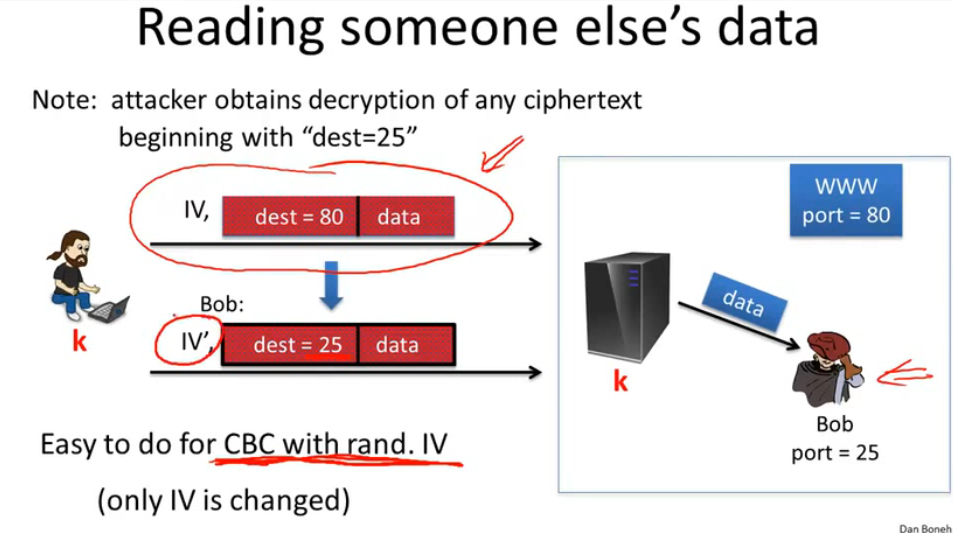 Reading someone else's data
Note: attacker obtains decryption of any ciphertext
beginning with “dest=25”
IV,
dest = 80
data
Bob:
IV’,
dest = 25
data
k
Easy to do for CBC with rand. IV
(only IV is changed)
WWW
port = 80
data
k
Bob
port = 25
Dan Boneh